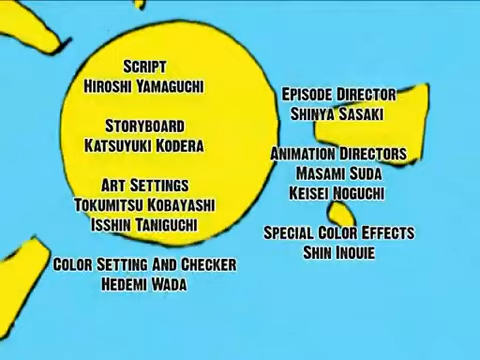 Script
Hiroshi Yamaguchi
Storyboard
Katsuyuki Kodera
Art Settings
Tokumitsu Kobayashi
Isshin Taniguchi
Color Setting And Checker
Hedemi Wada
Episode Director
Shinya Sasaki
Animation Directors
Masami Suda
Keisei Noguchi
Special Color Effects
Shin Inouie